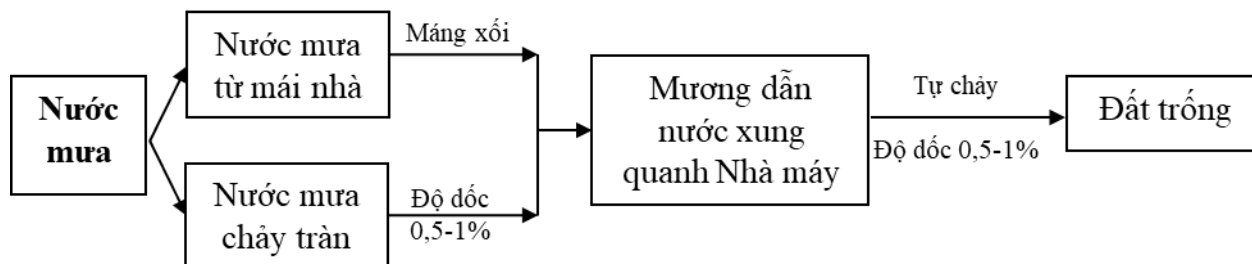 Nước
mưa
Nước mưa
từ mái nhà
Máng xối
Nước mưa
chảy tràn
Độ dốc
0,5-1%
Mương dẫn
nước xung
quanh Nhà máy
Tự chảy
Độ dốc 0,5-1%
Đất trống